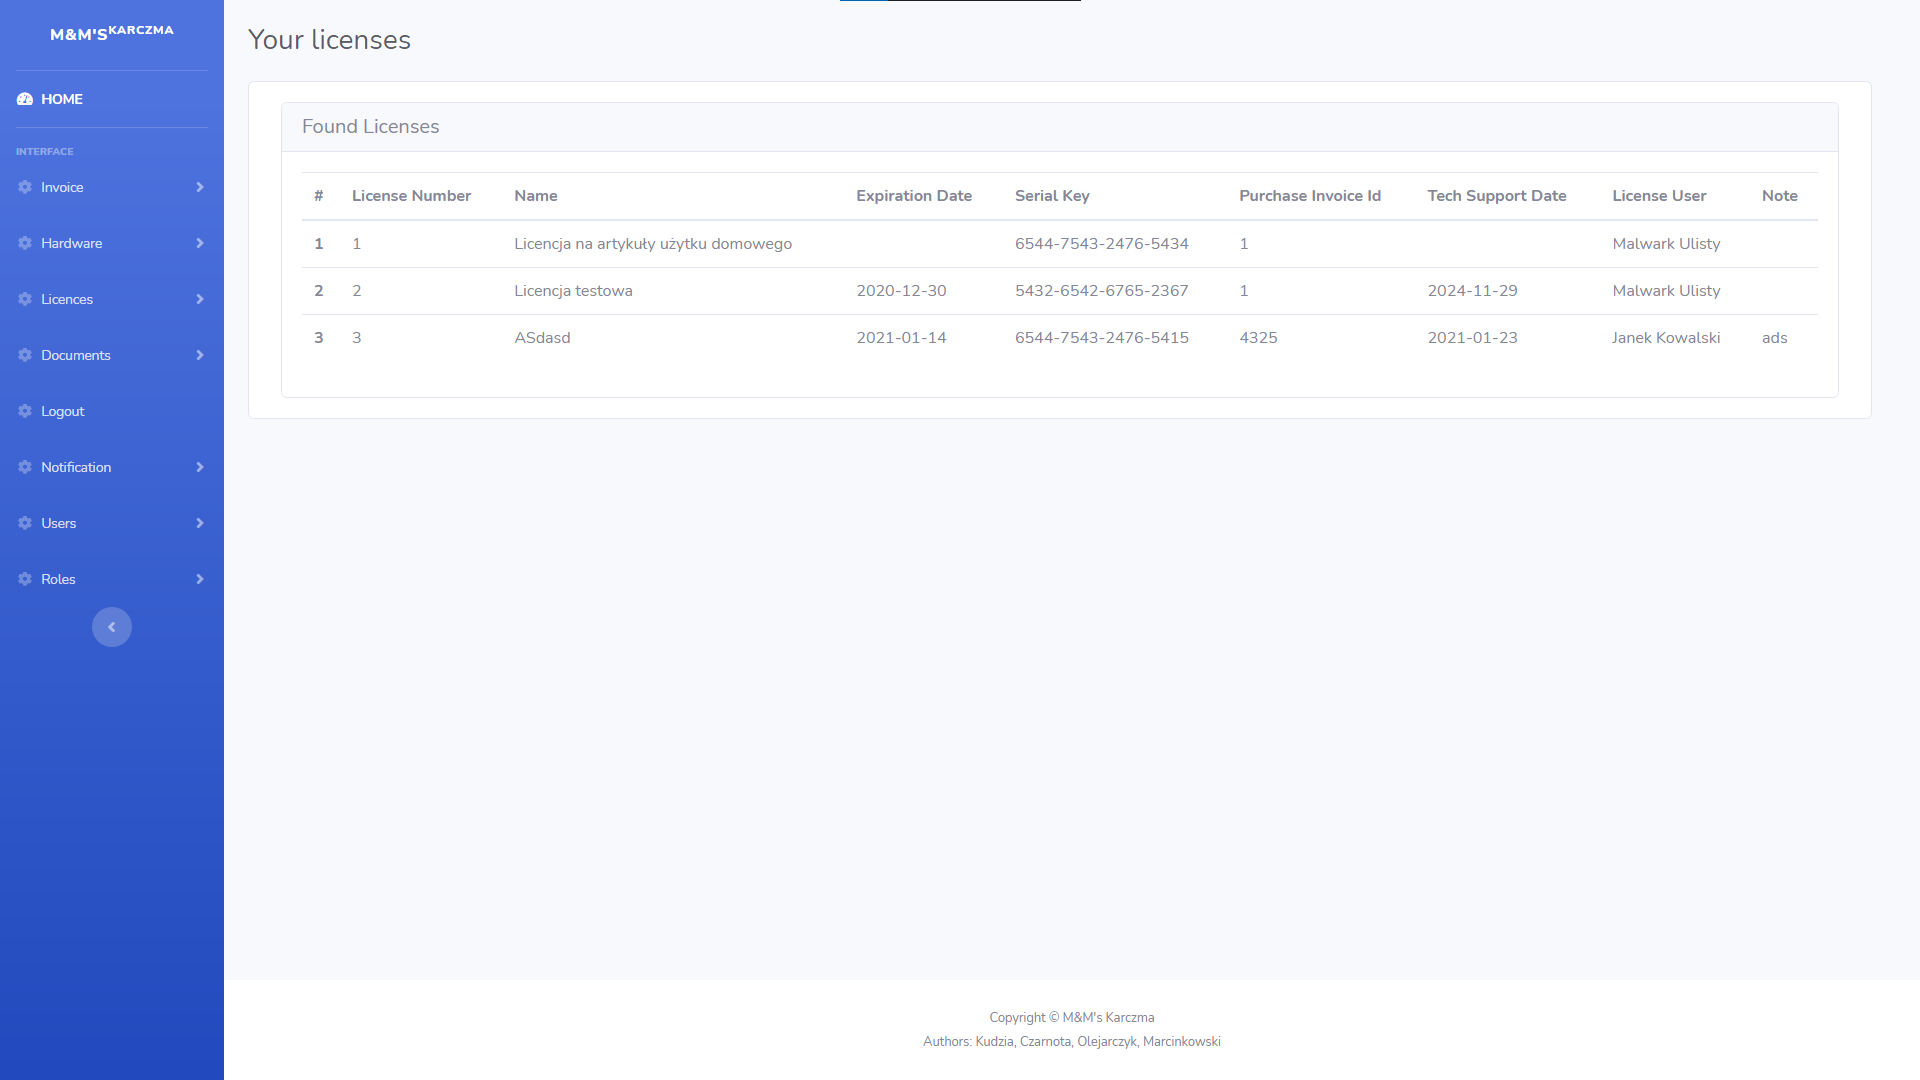 M&M'S KARCZMA
HOME
INTERFACE
Invoice
Hardware
Licences
Documents
Logout
Notification
Users
Roles
Your licenses
Found Licenses
# License Number Name Expiration Date Serial Key Purchase Invoice Id Tech Support Date License User Note
1 1 Licencja na artykuły użytku domowego 6544-7543-2476-5434 1 Malwark Ulisty
2 2 Licencja testowa 2020-12-30 5432-6542-6765-2367 1 2024-11-29 Malwark Ulisty
3 3 ASdasd 2021-01-14 6544-7543-2476-5415 4325 2021-01-23 Janek Kowalski ads
Copyright © M&M's Karczma
Authors: Kudzia, Czarnota, Olejarczyk, Marcinkowski